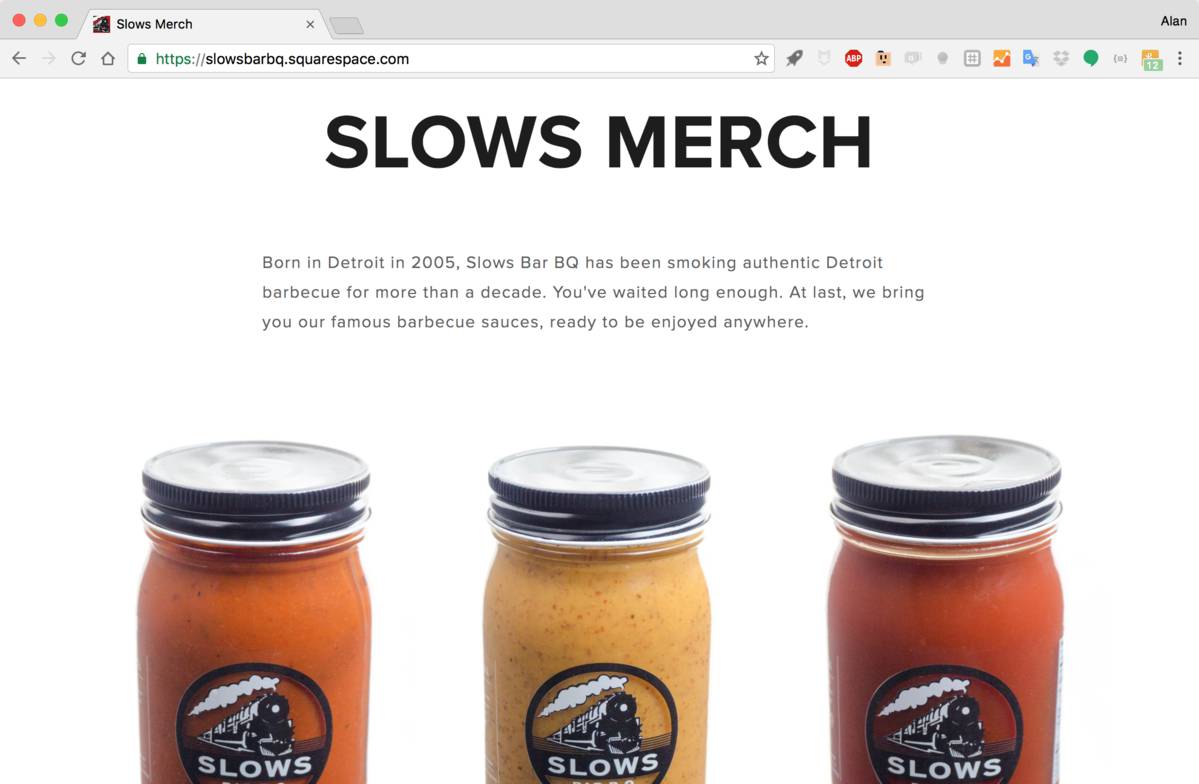 Slows Merch
Alan
https://slowsbarbq.squarespace.com
ABP
12
SLOWS MERCH
Born in Detroit in 2005, Slows Bar BQ has been smoking authentic Detroit
barbecue for more than a decade. You've waited long enough. At last, we bring
you our famous barbecue sauces, ready to be enjoyed anywhere.
SLOWS
SLOWS
SLOWS